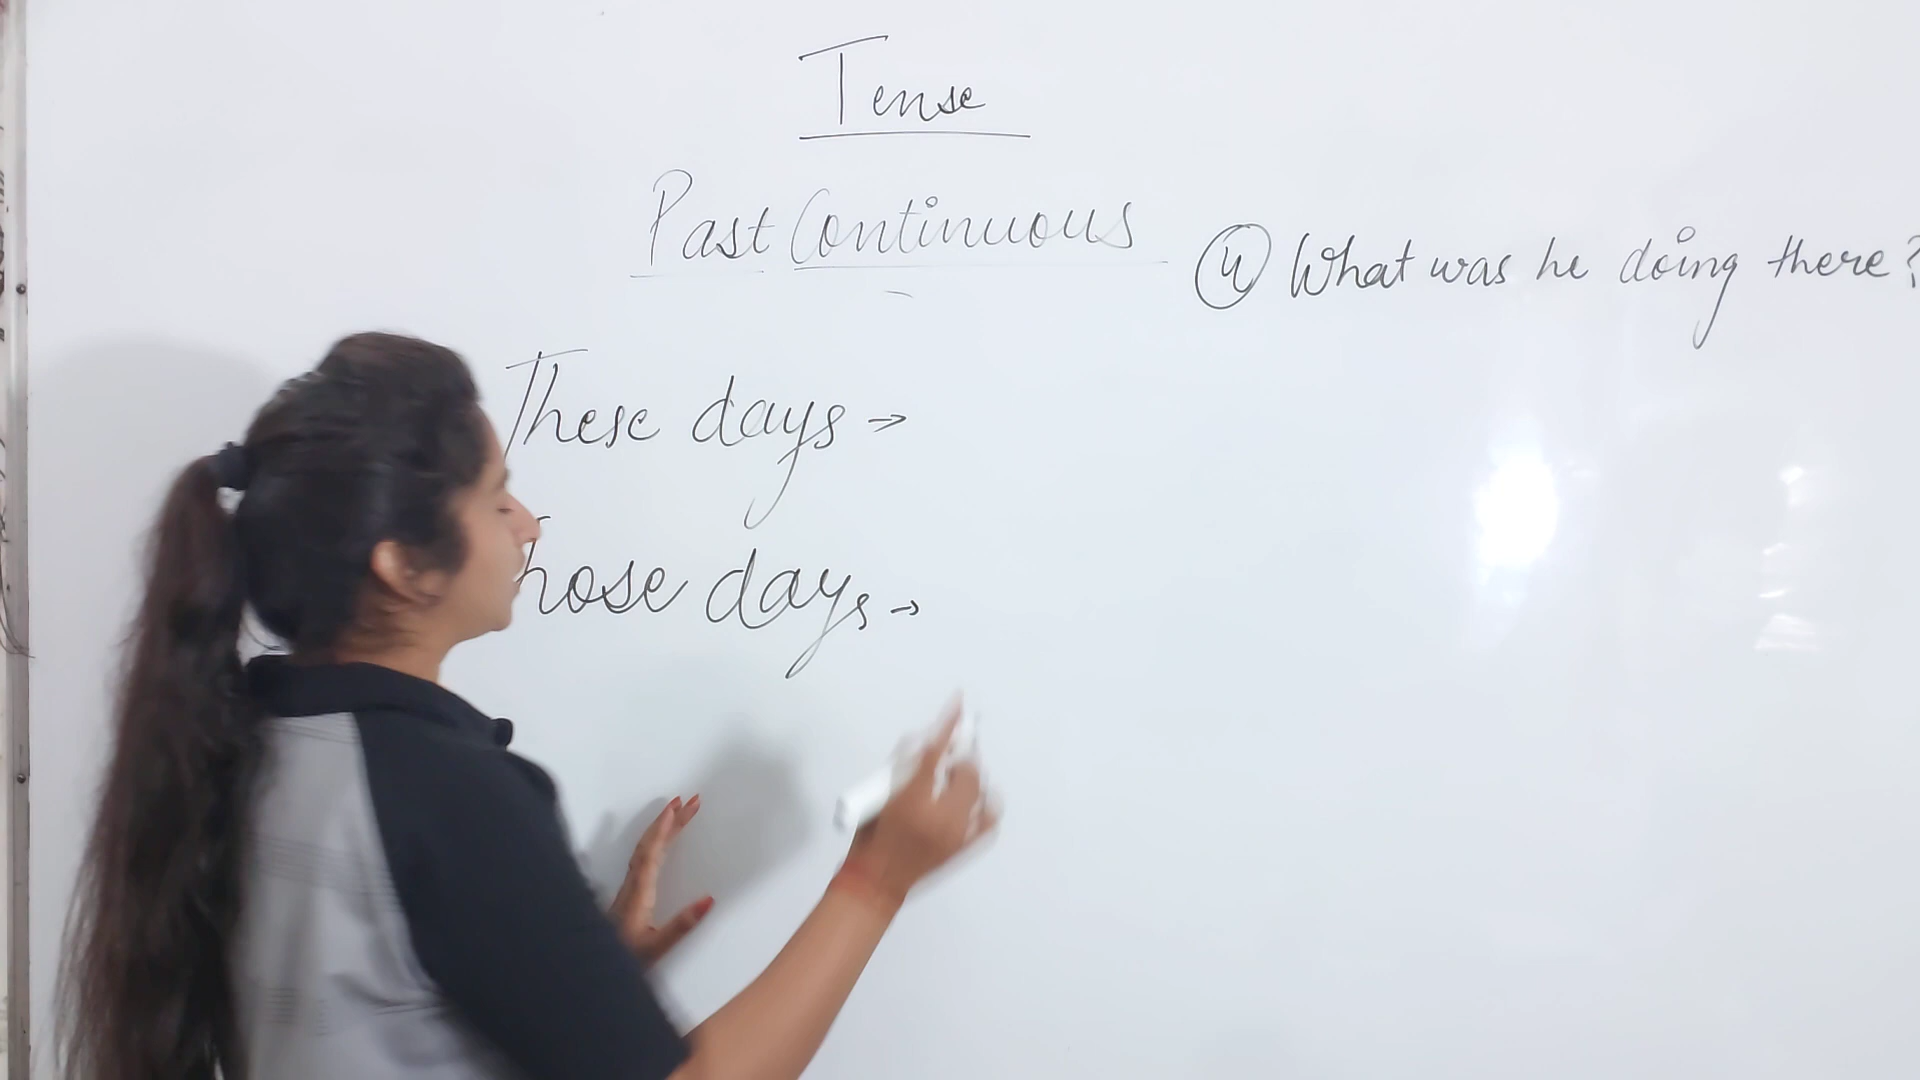 Tense
Past Continuous
④ What was he doing there?
These days →
hose days →